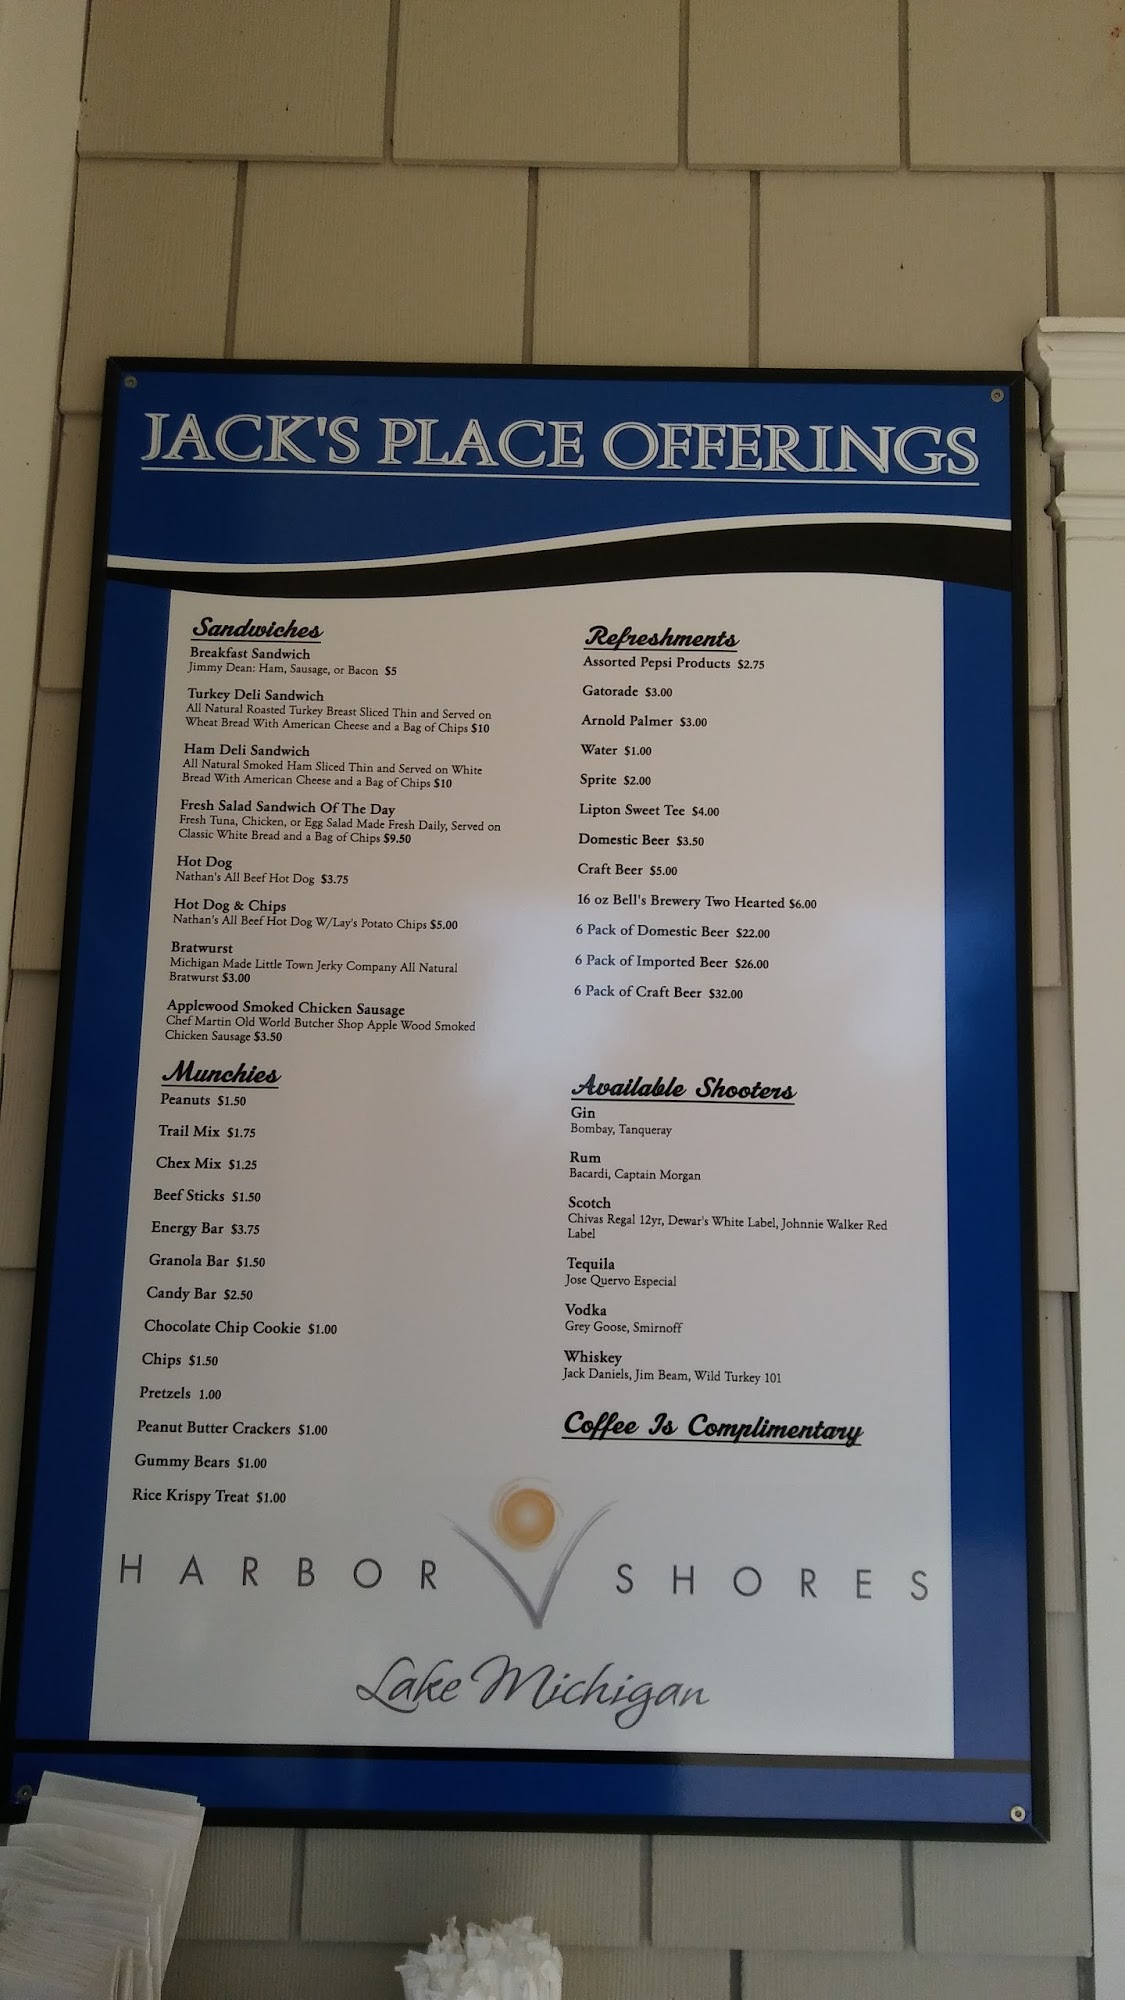 JACK'S PLACE OFFERINGS
Sandwiches
Breakfast Sandwich
Jimmy Dean: Ham, Sausage, or Bacon $5
Turkey Deli Sandwich
All Natural Roasted Turkey Breast Sliced Thin and Served on
Wheat Bread With American Cheese and a Bag of Chips $10
Ham Deli Sandwich
All Natural Smoked Ham Sliced Thin and Served on White
Bread With American Cheese and a Bag of Chips $10
Fresh Salad Sandwich Of The Day
Fresh Tuna, Chicken, or Egg Salad Made Fresh Daily, Served on
Classic White Bread and a Bag of Chips $9.50
Hot Dog
Nathan's All Beef Hot Dog $3.75
Hot Dog & Chips
Nathan's All Beef Hot Dog W/Lay's Potato Chips $5.00
Bratwurst
Michigan Made Little Town Jerky Company All Natural
Bratwurst $3.00
Applewood Smoked Chicken Sausage
Chef Martin Old World Butcher Shop Apple Wood Smoked
Chicken Sausage $3.50
Munchies
Peanuts $1.50
Trail Mix $1.75
Chex Mix $1.25
Beef Sticks $1.50
Energy Bar $3.75
Granola Bar $1.50
Candy Bar $2.50
Chocolate Chip Cookie $1.00
Chips $1.50
Pretzels 1.00
Peanut Butter Crackers $1.00
Gummy Bears $1.00
Rice Krispy Treat $1.00
Refreshments
Assorted Pepsi Products $2.75
Gatorade $3.00
Arnold Palmer $3.00
Water $1.00
Sprite $2.00
Lipton Sweet Tee $4.00
Domestic Beer $3.50
Craft Beer $5.00
16 oz Bell's Brewery Two Hearted $6.00
6 Pack of Domestic Beer $22.00
6 Pack of Imported Beer $26.00
6 Pack of Craft Beer $32.00
Available Shooters
Gin
Bombay, Tanqueray
Rum
Bacardi, Captain Morgan
Scotch
Chivas Regal 12yr, Dewar's White Label, Johnnie Walker Red
Label
Tequila
Jose Quervo Especial
Vodka
Grey Goose, Smirnoff
Whiskey
Jack Daniels, Jim Beam, Wild Turkey 101
Coffee Is Complimentary
HARBOR SHORES
Lake Michigan